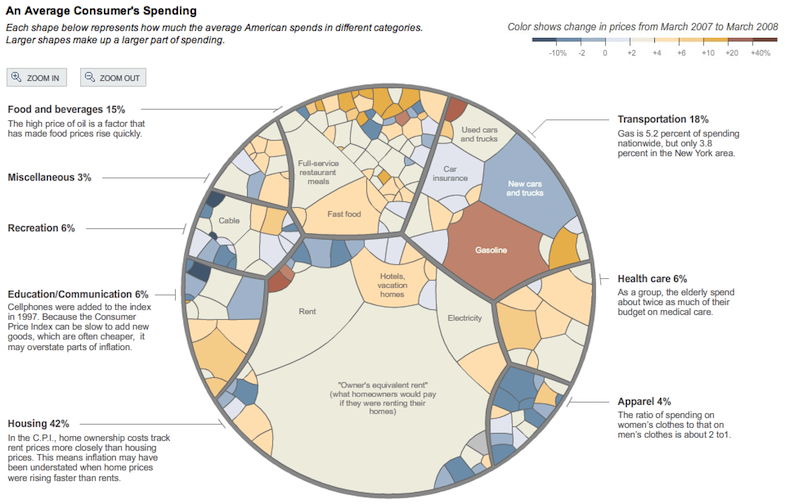 An Average Consumer's Spending
Each shape below represents how much the average American spends in different categories.
Larger shapes make up a larger part of spending.
Color shows change in prices from March 2007 to March 2008
-10% -2 0 +2 +4 +6 +10 +20 +40%
ZOOM IN
ZOOM OUT
Food and beverages 15%
The high price of oil is a factor that
has made food prices rise quickly.
Miscellaneous 3%
Recreation 6%
Education/Communication 6%
Cellphones were added to the index
in 1997. Because the Consumer
Price Index can be slow to add new
goods, which are often cheaper, it
may overstate parts of inflation.
Housing 42%
In the C.P.I., home ownership costs track
rent prices more closely than housing
prices. This means inflation may have
been understated when home prices
were rising faster than rents.
Full-service
restaurant
meals
Fast food
Cable
Used cars
and trucks
Car
insurance
New cars
and trucks
Gasoline
Rent
Hotels,
vacation
homes
Electricity
"Owner's equivalent rent"
(what homeowners would pay
if they were renting their
homes)
Transportation 18%
Gas is 5.2 percent of spending
nationwide, but only 3.8
percent in the New York area.
Health care 6%
As a group, the elderly spend
about twice as much of their
budget on medical care.
Apparel 4%
The ratio of spending on
women's clothes to that on
men's clothes is about 2 to1.